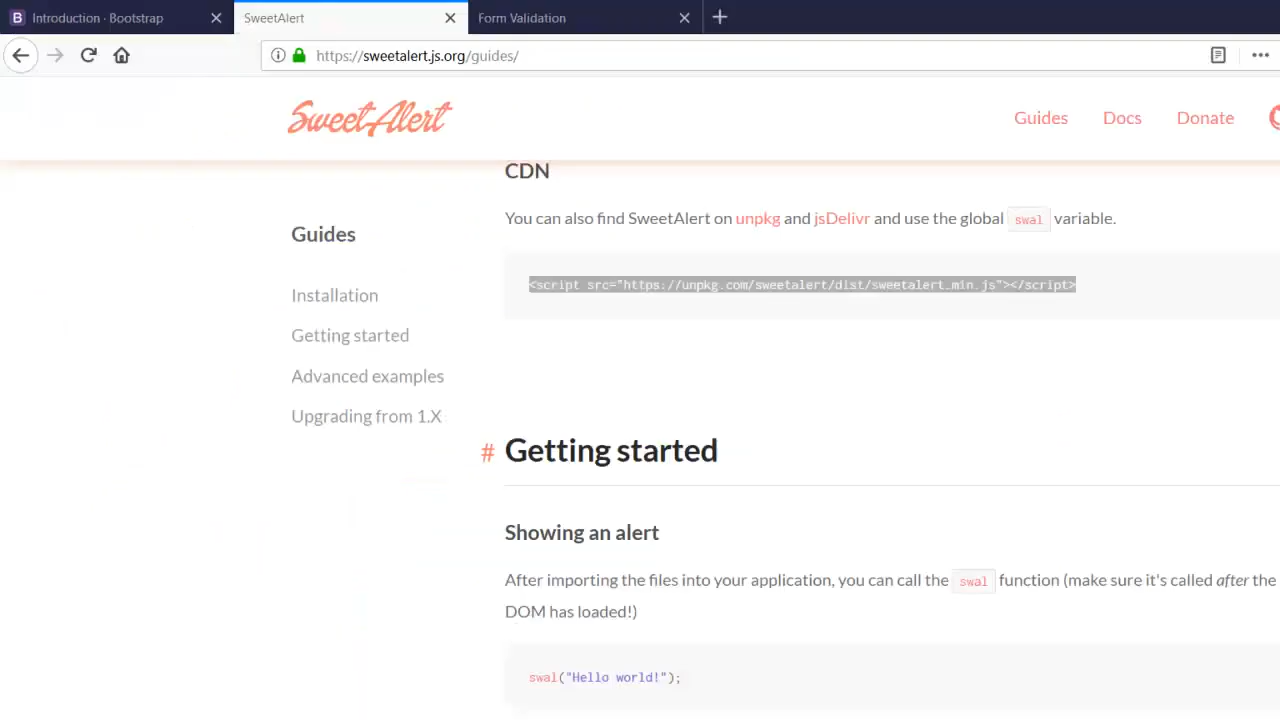 Introduction · Bootstrap
SweetAlert
Form Validation
https://sweetalert.js.org/guides/
SweetAlert
Guides
Docs
Donate
CDN
You can also find SweetAlert on unpkg and jsDelivr and use the global swal variable.
Guides
<script src="https://unpkg.com/sweetalert/dist/sweetalert.min.js"></script>
Installation
Getting started
Advanced examples
Upgrading from 1.X
# Getting started
Showing an alert
After importing the files into your application, you can call the swal function (make sure it's called after the
DOM has loaded!)
swal("Hello world!");